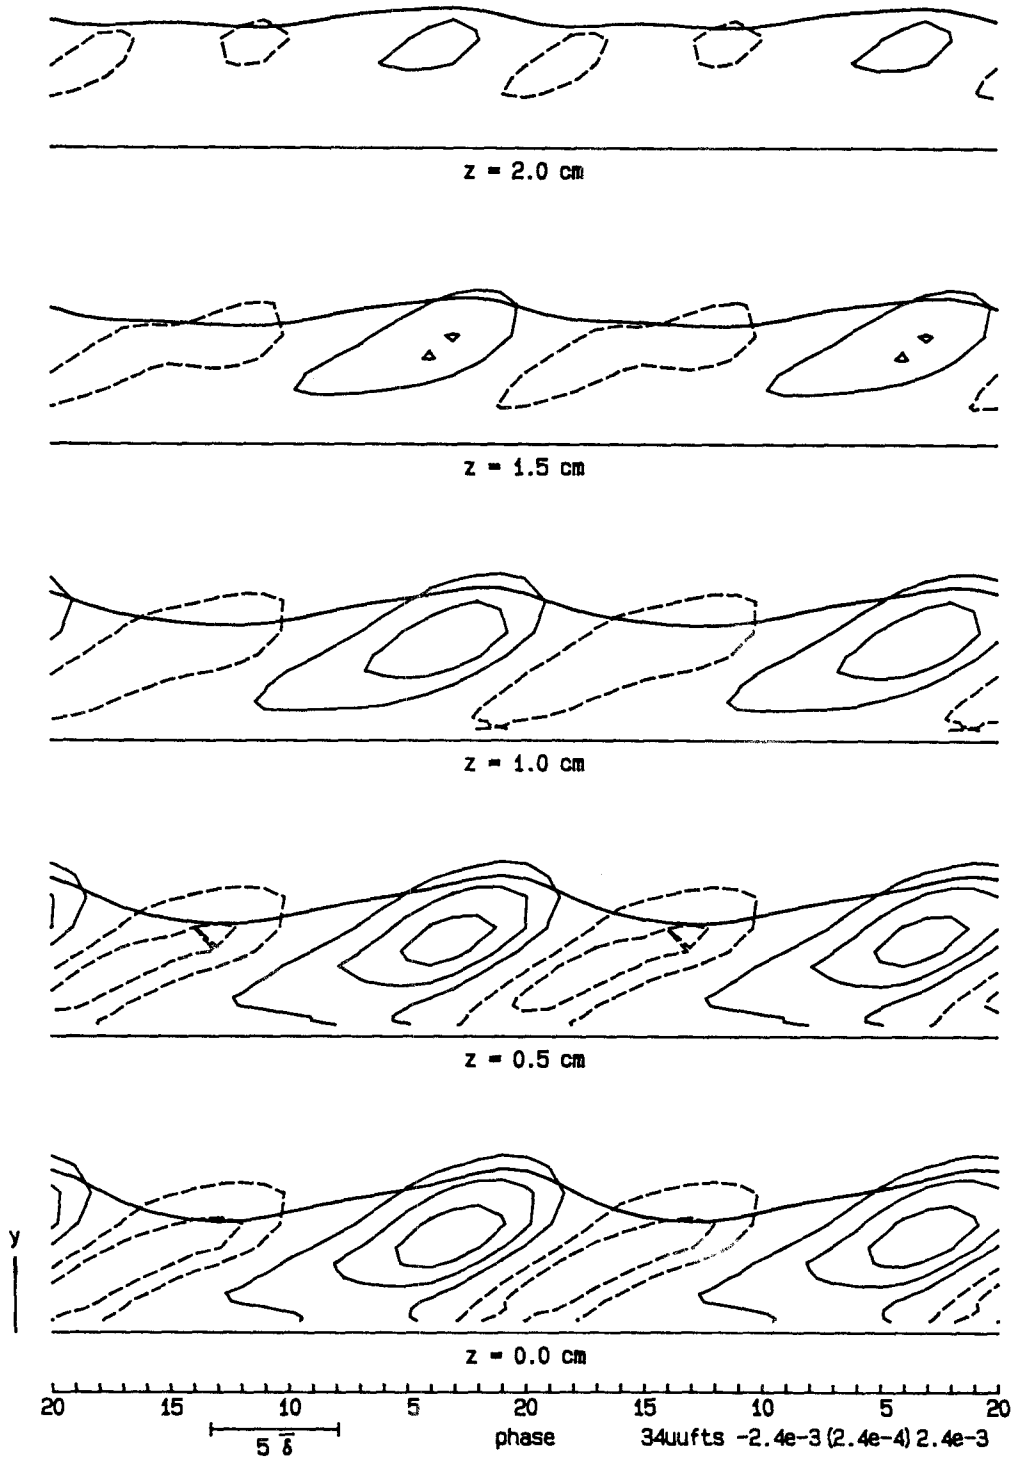 z = 2.0 cm
z = 1.5 cm
z = 1.0 cm
z = 0.5 cm
y
z = 0.0 cm
20 15 10 5 20 15 10 5 20
5 δ̅ phase 34uufts -2.4e-3 (2.4e-4) 2.4e-3